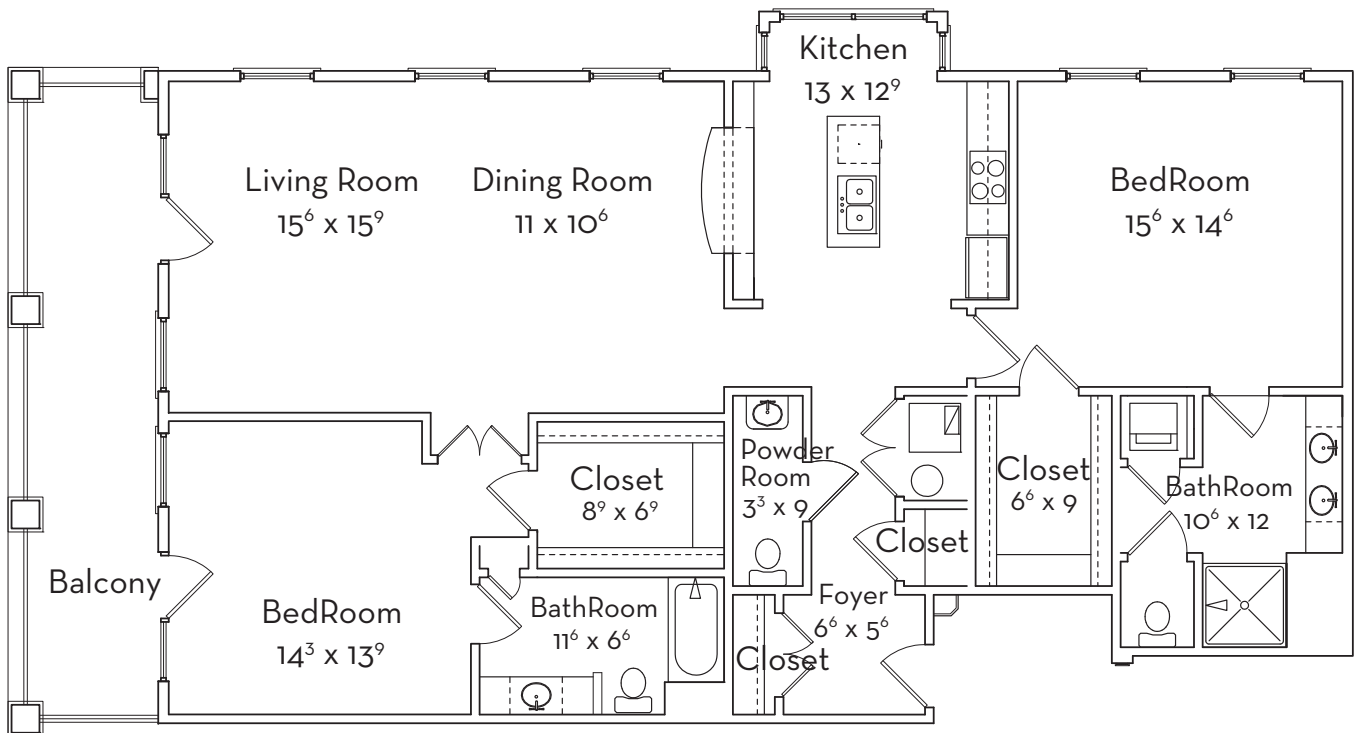 Kitchen
13 x 12⁹
Living Room
15⁶ x 15⁹
Dining Room
11 x 10⁶
BedRoom
15⁶ x 14⁶
Powder
Room
3³ x 9
Closet
8⁹ x 6⁹
Closet
6⁶ x 9
BathRoom
10⁶ x 12
Closet
Balcony
BedRoom
14³ x 13⁹
BathRoom
11⁶ x 6⁶
Foyer
6⁶ x 5⁶
Closet